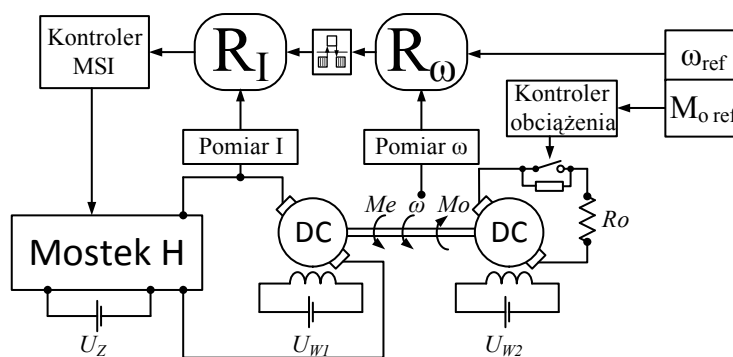 Kontroler
MSI
R_I
R_ω
ω_ref
M_o ref
Kontroler
obciążenia
Pomiar I
Pomiar ω
Mostek H
DC
Me
ω
Mo
DC
Ro
U_Z
U_W1
U_W2